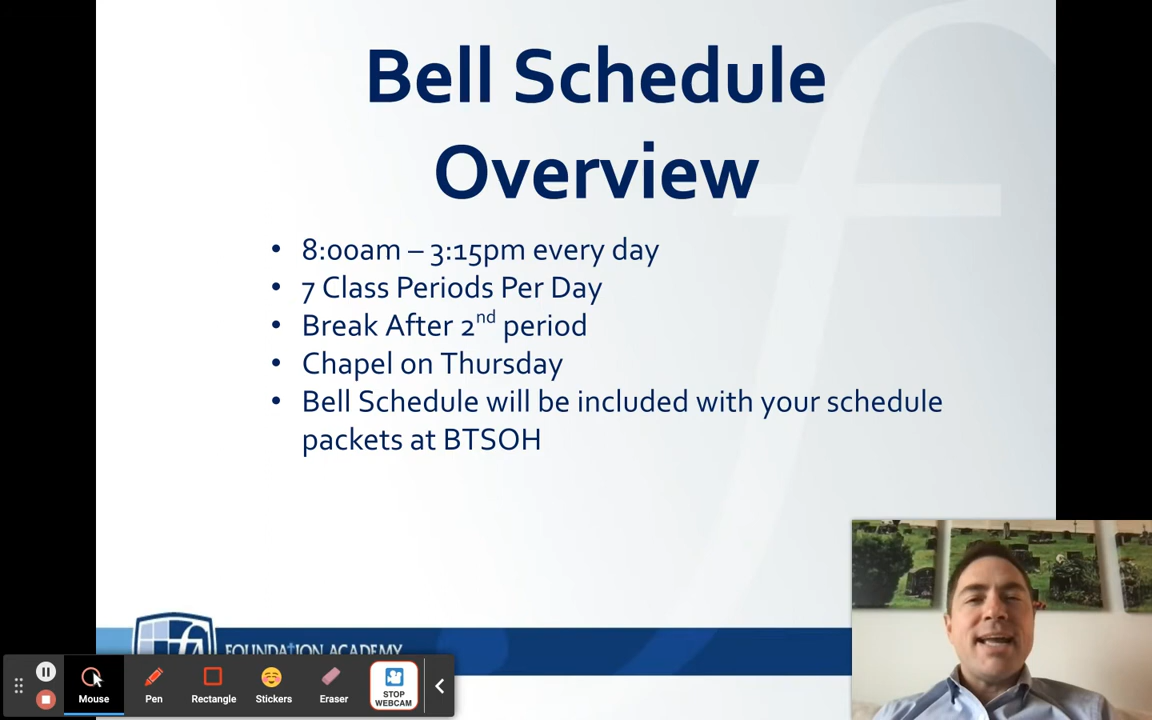 Bell Schedule
Overview
• 8:00am – 3:15pm every day
• 7 Class Periods Per Day
• Break After 2nd period
• Chapel on Thursday
• Bell Schedule will be included with your schedule
packets at BTSOH
FOUNDATION ACADEMY
Mouse
Pen
Rectangle
Stickers
Eraser
STOP
WEBCAM